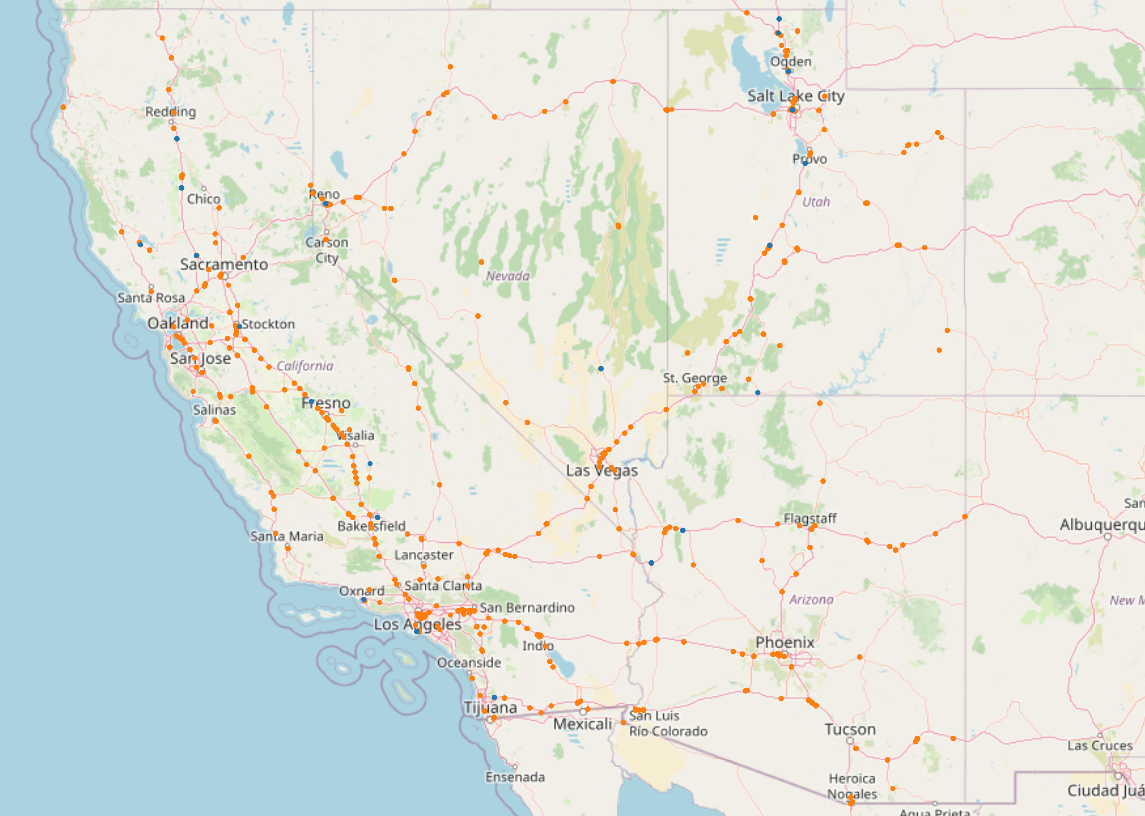 Ogden
Salt Lake City
Redding
Provo
Reno
Chico
Utah
Carson
City
Sacramento
Nevada
Santa Rosa
Oakland
Stockton
San Jose
California
St. George
Salinas
Fresno
Visalia
Las Vegas
San
Flagstaff
Bakersfield
Albuquerqu
Santa Maria
Lancaster
Oxnard
Santa Clarita
Arizona
New M
San Bernardino
Los Angeles
Phoenix
Indio
Oceanside
Tijuana
Mexicali
San Luis
Río Colorado
Tucson
Las Cruces
Ensenada
Heroica
Nogales
Ciudad Juá
Agua Prieta